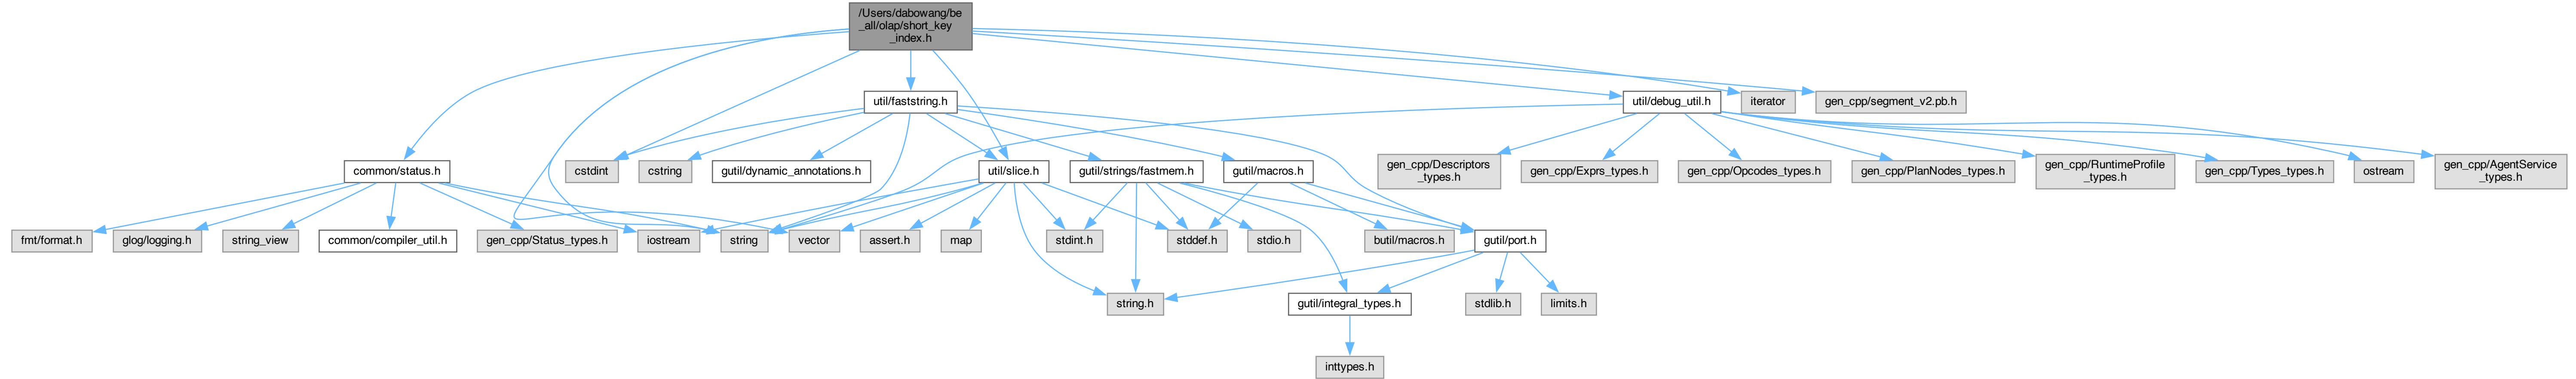 /Users/dabowang/be
_all/olap/short_key
_index.h
util/faststring.h
util/debug_util.h
iterator
gen_cpp/segment_v2.pb.h
common/status.h
cstdint
cstring
gutil/dynamic_annotations.h
util/slice.h
gutil/strings/fastmem.h
gutil/macros.h
gen_cpp/Descriptors
_types.h
gen_cpp/Exprs_types.h
gen_cpp/Opcodes_types.h
gen_cpp/PlanNodes_types.h
gen_cpp/RuntimeProfile
_types.h
gen_cpp/Types_types.h
ostream
gen_cpp/AgentService
_types.h
fmt/format.h
glog/logging.h
string_view
common/compiler_util.h
gen_cpp/Status_types.h
iostream
string
vector
assert.h
map
stdint.h
stddef.h
stdio.h
butil/macros.h
gutil/port.h
string.h
gutil/integral_types.h
stdlib.h
limits.h
inttypes.h